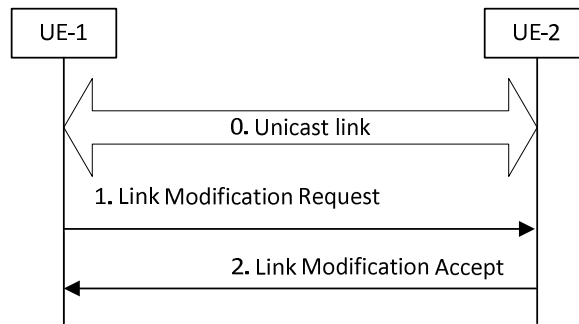 UE-1
UE-2
0. Unicast link
1. Link Modification Request
2. Link Modification Accept